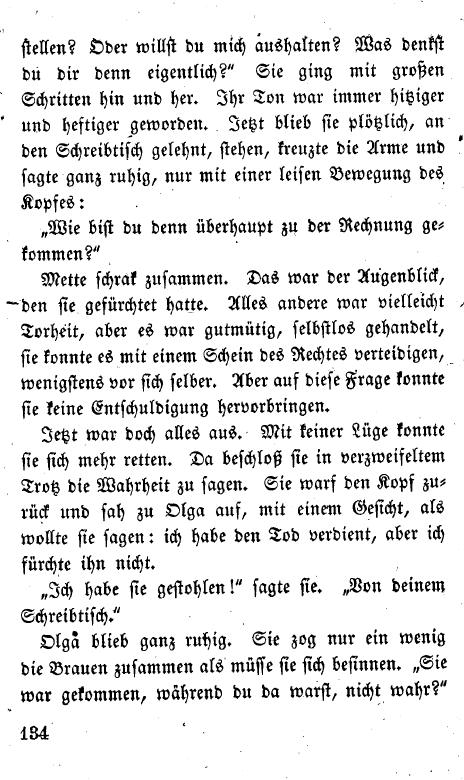 stellen? Oder willst du mich aushalten? Was denkst
du dir denn eigentlich?“ Sie ging mit großen
Schritten hin und her. Ihr Ton war immer hitziger
und heftiger geworden. Jetzt blieb sie plötzlich, an
den Schreibtisch gelehnt, stehen, kreuzte die Arme und
sagte ganz ruhig, nur mit einer leisen Bewegung des
Kopfes:
„Wie bist du denn überhaupt zu der Rechnung ge-
kommen?“
Mette schrak zusammen. Das war der Augenblick,
den sie gefürchtet hatte. Alles andere war vielleicht
Torheit, aber es war gutmütig, selbstlos gehandelt,
sie konnte es mit einem Schein des Rechtes verteidigen,
wenigstens vor sich selber. Aber auf diese Frage konnte
sie keine Entschuldigung hervorbringen.
Jetzt war doch alles aus. Mit keiner Lüge konnte
sie sich mehr retten. Da beschloß sie in verzweifeltem
Trotz die Wahrheit zu sagen. Sie warf den Kopf zu-
rück und sah zu Olga auf, mit einem Gesicht, als
wollte sie sagen: ich habe den Tod verdient, aber ich
fürchte ihn nicht.
„Ich habe sie gestohlen!“ sagte sie. „Von deinem
Schreibtisch.“
Olga blieb ganz ruhig. Sie zog nur ein wenig
die Brauen zusammen als müsse sie sich besinnen. „Sie
war gekommen, während du da warst, nicht wahr?“
134